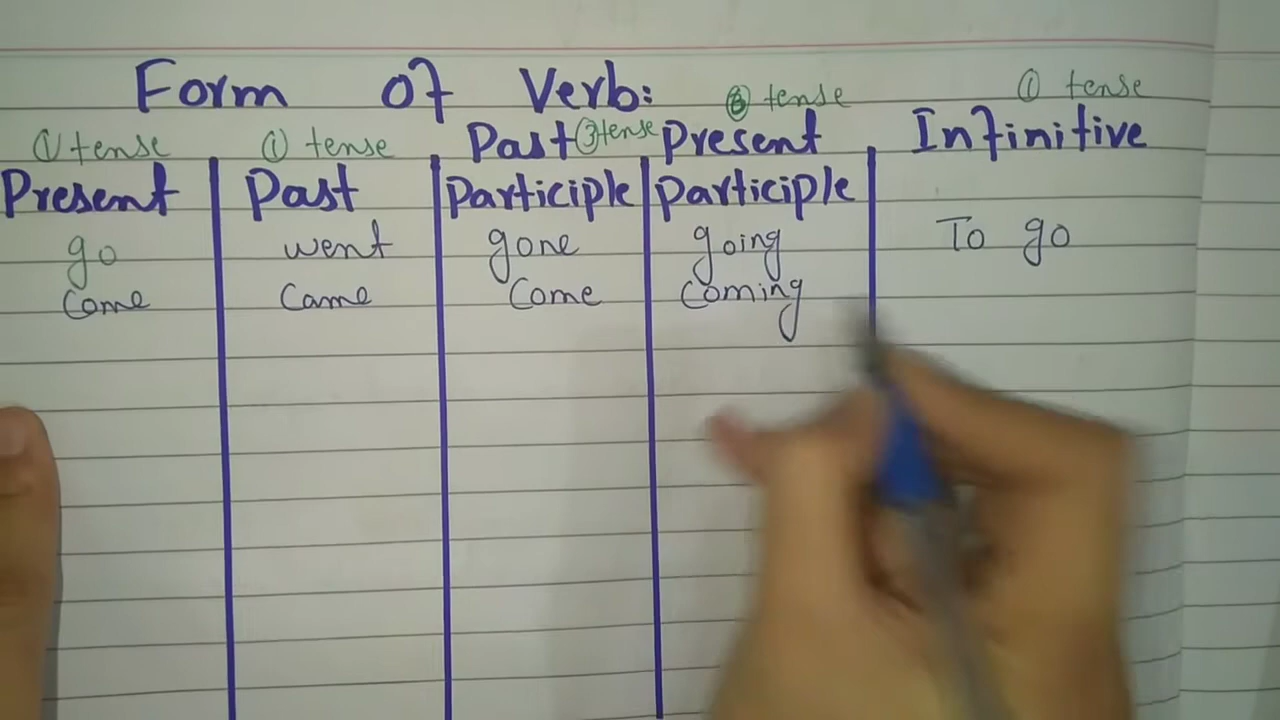 Form of Verb:
① tense ① tense ③ tense ⑥ tense ① tense
Present Past Past Participle Present Participle Infinitive
go went gone going To go
Come Came Come Coming